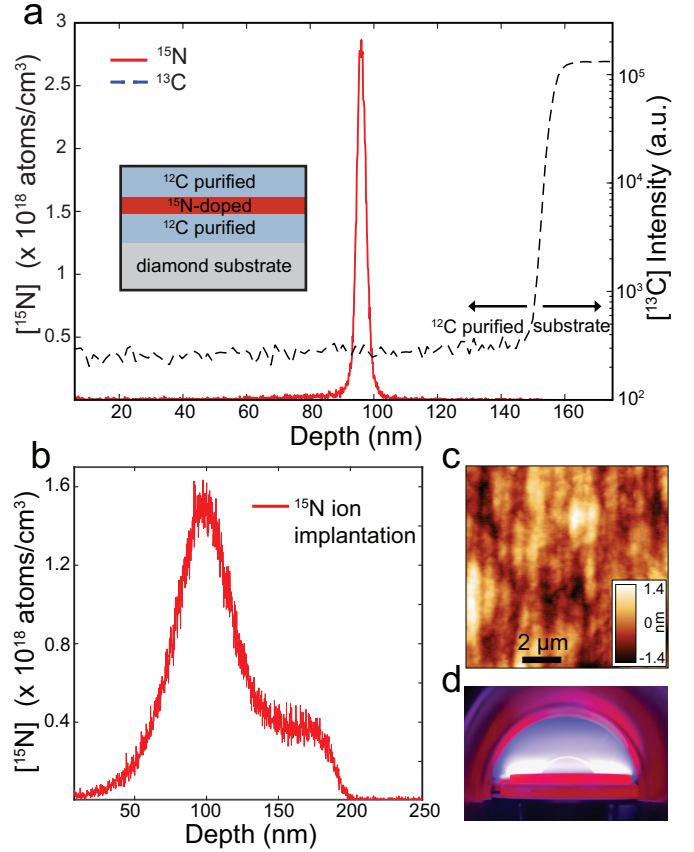 a
3
2.5
2
1.5
1
0.5
[¹⁵N] (x 10¹⁸ atoms/cm³)
¹⁵N
¹³C
¹²C purified
¹⁵N-doped
¹²C purified
diamond substrate
¹²C purified
substrate
10⁵
10⁴
10³
10²
[¹³C] Intensity (a.u.)
20 40 60 80 100 120 140 160
Depth (nm)
b
1.6
1.2
0.8
0.4
[¹⁵N] (x 10¹⁸ atoms/cm³)
¹⁵N ion
implantation
50 100 150 200 250
Depth (nm)
c
2 µm
1.4
0
-1.4
nm
d